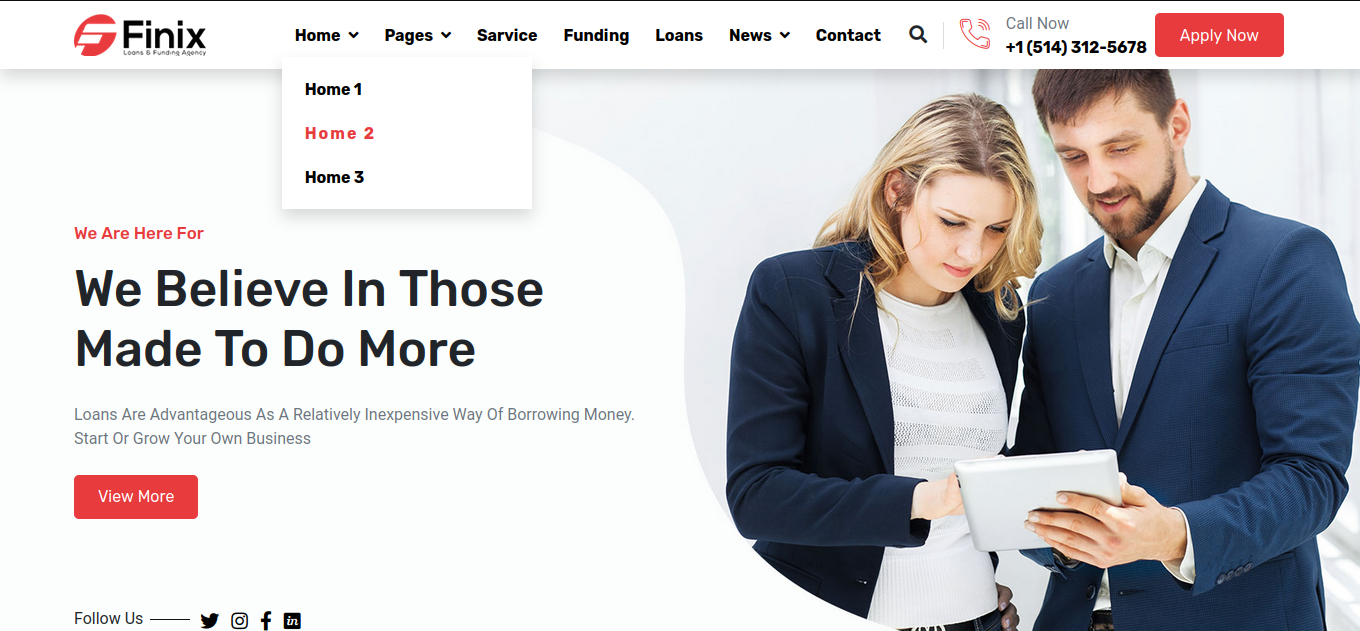 Finix
Loans & Funding Agency
Home Pages Sarvice Funding Loans News Contact
Call Now
+1 (514) 312-5678
Apply Now
Home 1
Home 2
Home 3
We Are Here For
We Believe In Those
Made To Do More
Loans Are Advantageous As A Relatively Inexpensive Way Of Borrowing Money.
Start Or Grow Your Own Business
View More
Follow Us
in